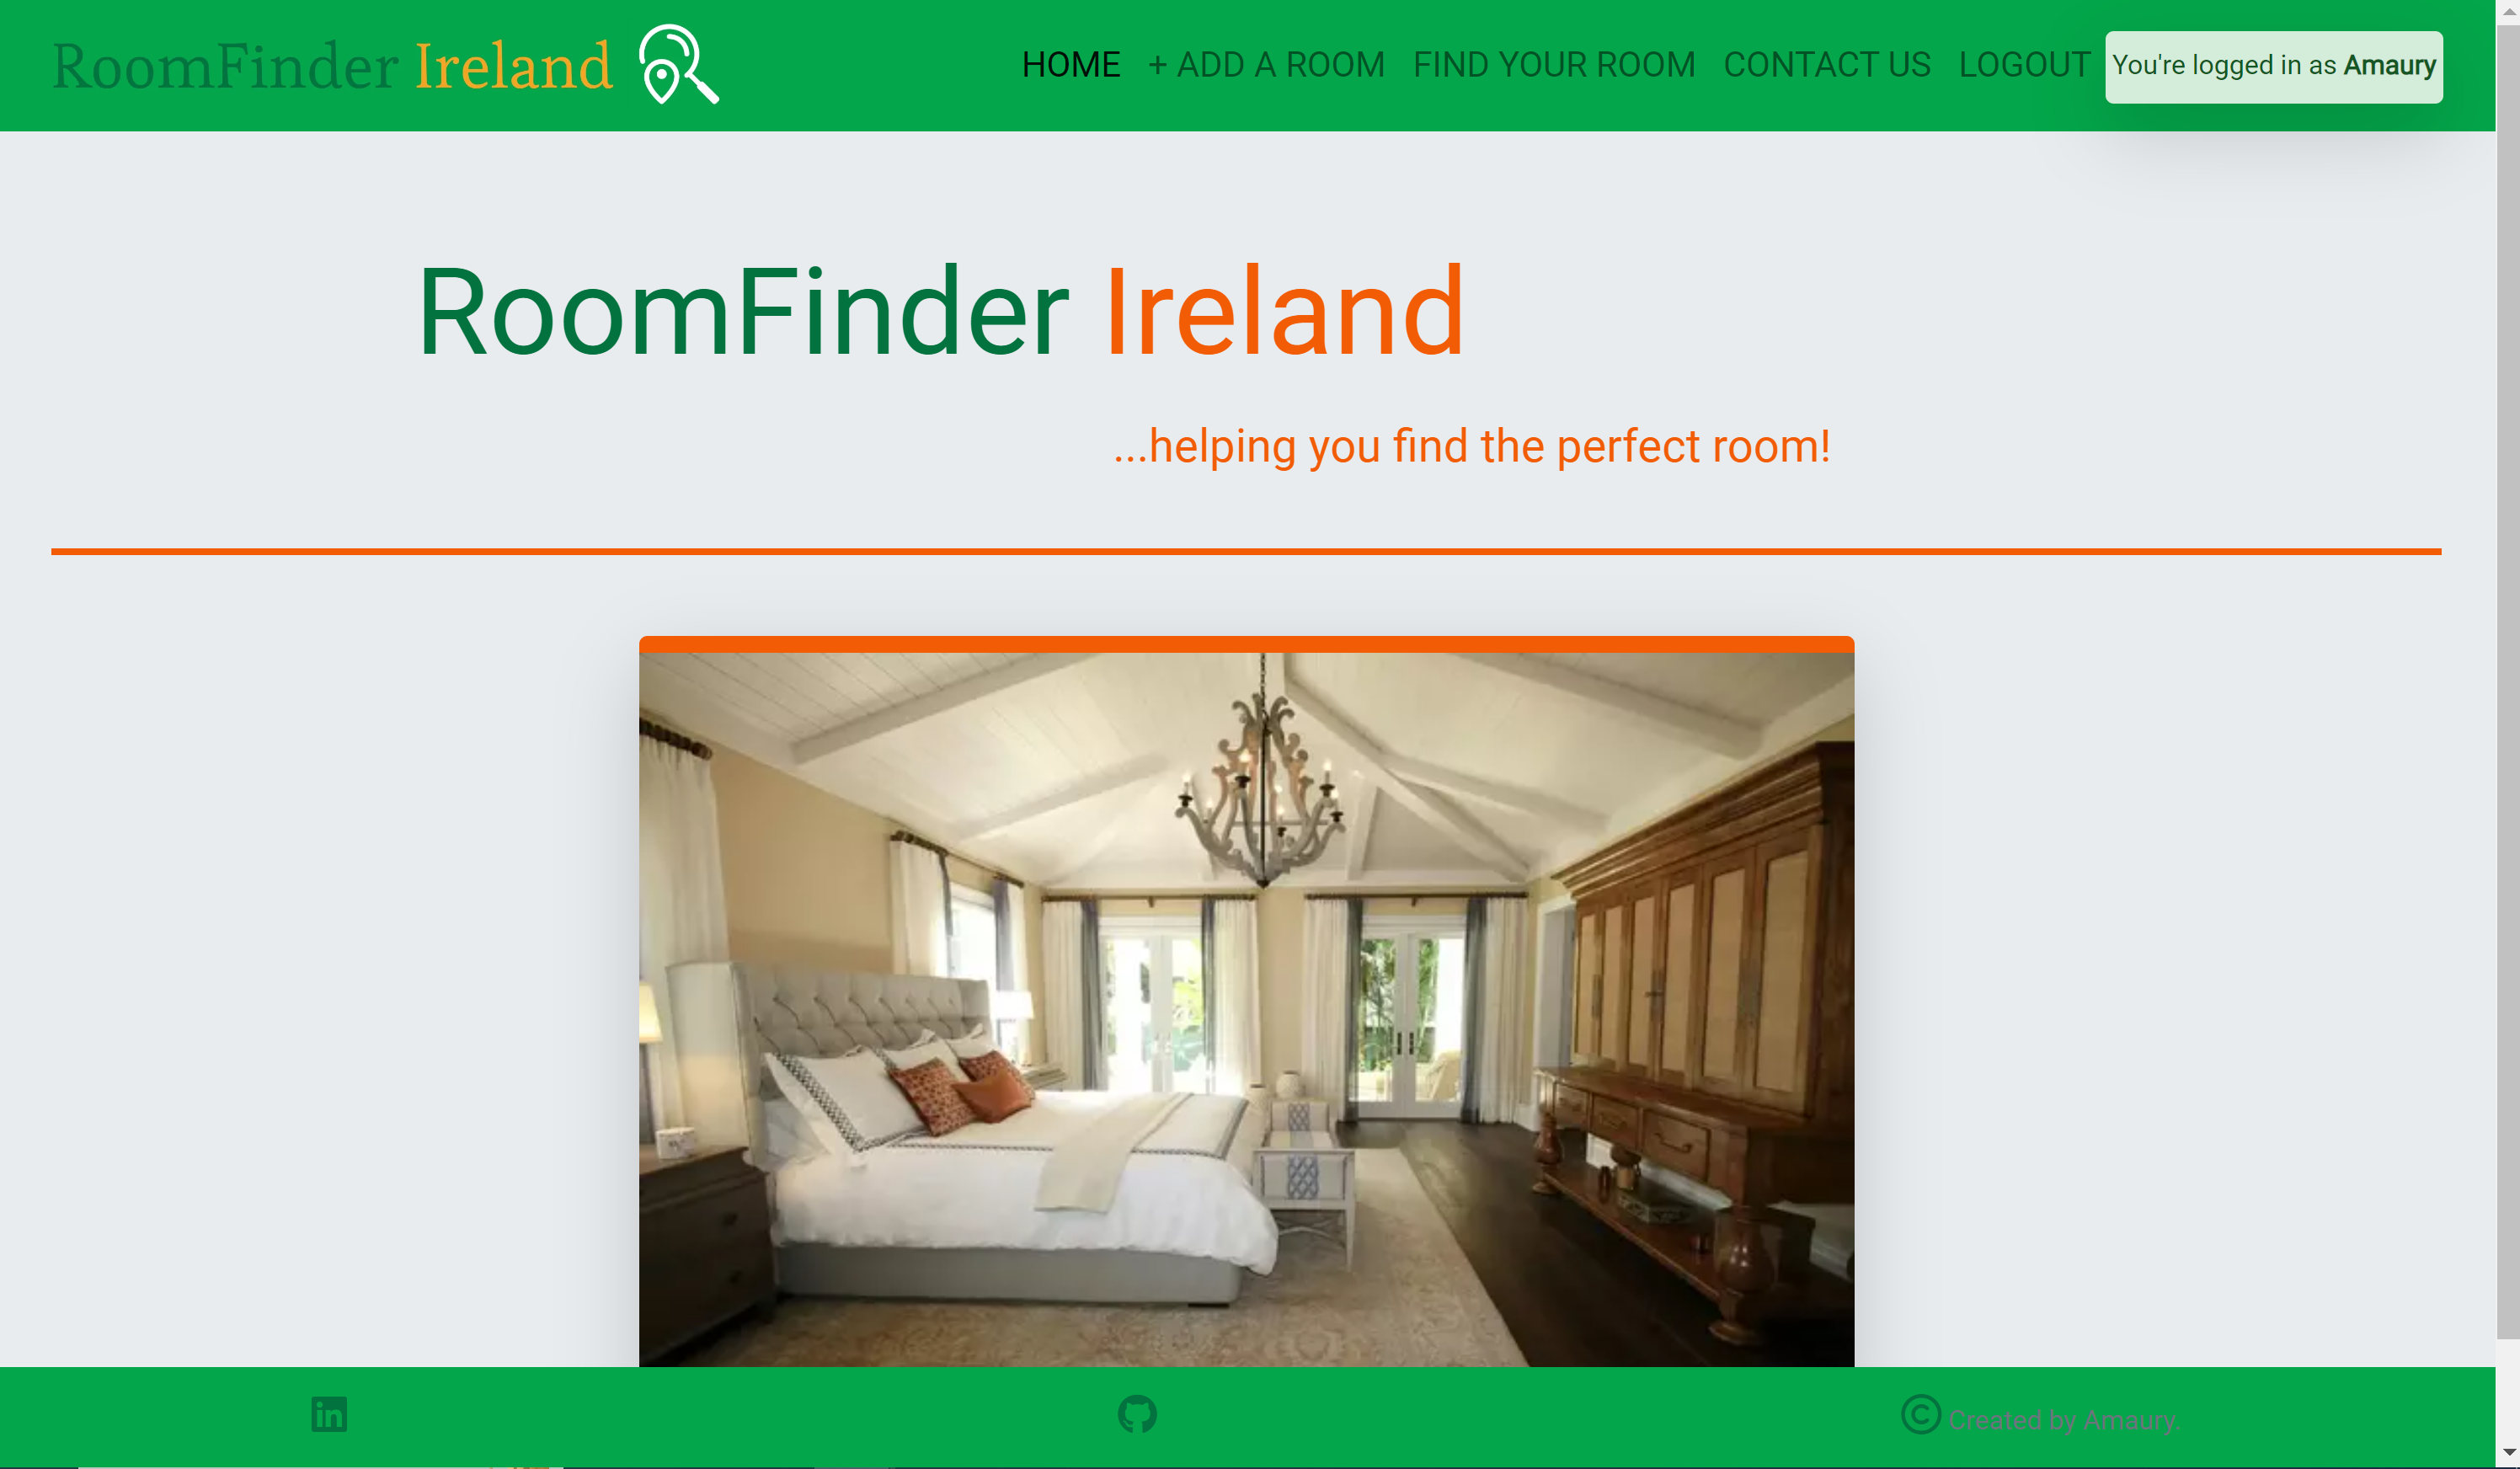 RoomFinder Ireland
HOME + ADD A ROOM FIND YOUR ROOM CONTACT US LOGOUT You're logged in as Amaury
RoomFinder Ireland
...helping you find the perfect room!
© Created by Amaury.